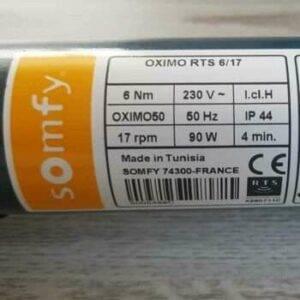 somfy.
OXIMO RTS 6/17
6 Nm 230 V ~ I.cl.H
OXIMO50 50 Hz IP 44
17 rpm 90 W 4 min.
Made in Tunisia
SOMFY 74300-FRANCE
CE
RTS